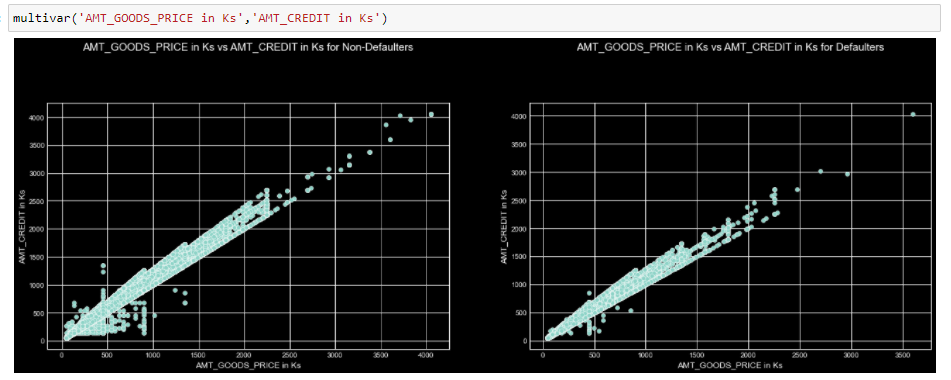 multivar('AMT_GOODS_PRICE in Ks','AMT_CREDIT in Ks')
AMT_GOODS_PRICE in Ks vs AMT_CREDIT in Ks for Non-Defaulters
4000
3500
3000
2500
2000
1500
1000
500
0
AMT_CREDIT in Ks
0 500 1000 1500 2000 2500 3000 3500 4000
AMT_GOODS_PRICE in Ks
AMT_GOODS_PRICE in Ks vs AMT_CREDIT in Ks for Defaulters
4000
3500
3000
2500
2000
1500
1000
500
0
AMT_CREDIT in Ks
0 500 1000 1500 2000 2500 3000 3500
AMT_GOODS_PRICE in Ks